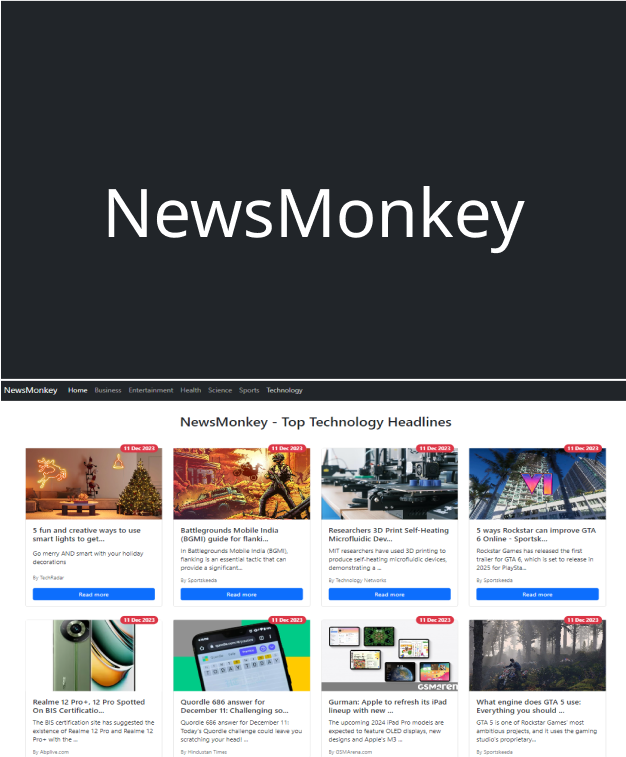 NewsMonkey
NewsMonkey Home Business Entertainment Health Science Sports Technology
NewsMonkey - Top Technology Headlines
11 Dec 2023
5 fun and creative ways to use
smart lights to get...
Go merry AND smart with your holiday
decorations
By TechRadar
Read more
11 Dec 2023
Battlegrounds Mobile India
(BGMI) guide for flanki...
In Battlegrounds Mobile India (BGMI),
flanking is an essential tactic that can
provide a significant...
By Sportskeeda
Read more
11 Dec 2023
Researchers 3D Print Self-Heating
Microfluidic Dev...
MIT researchers have used 3D printing to
produce self-heating microfluidic devices,
demonstrating a ...
By Technology Networks
Read more
11 Dec 2023
VI
5 ways Rockstar can improve GTA
6 Online - Sportsk...
Rockstar Games has released the first
trailer for GTA 6, which is set to release in
2025 for PlaySta...
By Sportskeeda
Read more
11 Dec 2023
Realme 12 Pro+, 12 Pro Spotted
On BIS Certificatio...
The BIS certification site has suggested the
existence of Realme 12 Pro and Realme 12
Pro+ with the ...
By Abplive.com
11 Dec 2023
Quordle 686 answer for
December 11: Challenging so...
Quordle 686 answer for December 11:
Today's Quordle challenge could leave you
scratching your head! ...
By Hindustan Times
11 Dec 2023
GSMaren
Gurman: Apple to refresh its iPad
lineup with new ...
The upcoming 2024 iPad Pro models are
expected to feature OLED displays, new
designs and Apple's M3 ...
By GSMArena.com
11 Dec 2023
What engine does GTA 5 use:
Everything you should ...
GTA 5 is one of Rockstar Games' most
ambitious projects, and it uses the gaming
studio's proprietary...
By Sportskeeda